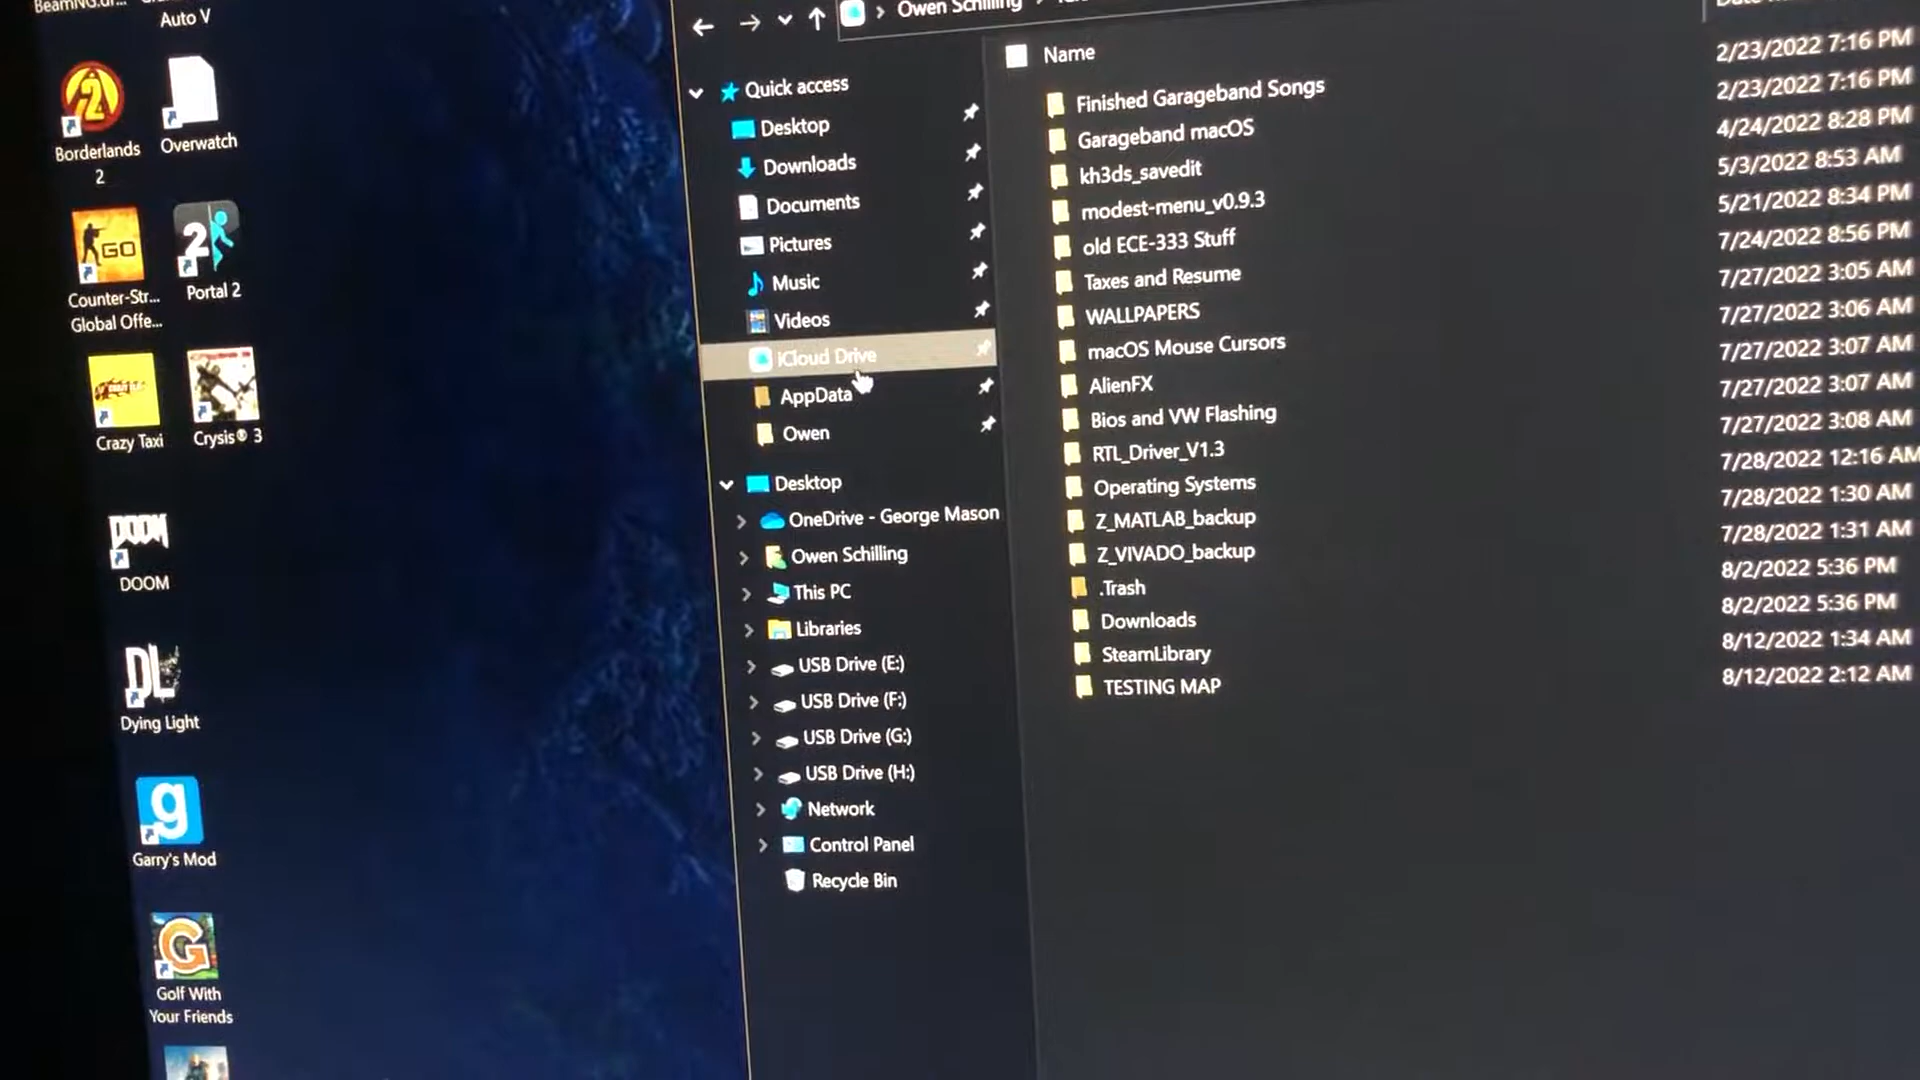 Auto V
Borderlands
2
Overwatch
GO
Counter-Str...
Global Offe...
2
Portal 2
Crazy Taxi
Crysis® 3
DOOM
DOOM
DL
Dying Light
g
Garry's Mod
G
Golf With
Your Friends
Owen Schilling
Quick access
Desktop
Downloads
Documents
Pictures
Music
Videos
iCloud Drive
AppData
Owen
Desktop
OneDrive - George Mason
Owen Schilling
This PC
Libraries
USB Drive (E:)
USB Drive (F:)
USB Drive (G:)
USB Drive (H:)
Network
Control Panel
Recycle Bin
Name
Finished Garageband Songs
Garageband macOS
kh3ds_savedit
modest-menu_v0.9.3
old ECE-333 Stuff
Taxes and Resume
WALLPAPERS
macOS Mouse Cursors
AlienFX
Bios and VW Flashing
RTL_Driver_V1.3
Operating Systems
Z_MATLAB_backup
Z_VIVADO_backup
.Trash
Downloads
SteamLibrary
TESTING MAP
2/23/2022 7:16 PM
2/23/2022 7:16 PM
4/24/2022 8:28 PM
5/3/2022 8:53 AM
5/21/2022 8:34 PM
7/24/2022 8:56 PM
7/27/2022 3:05 AM
7/27/2022 3:06 AM
7/27/2022 3:07 AM
7/27/2022 3:07 AM
7/27/2022 3:08 AM
7/28/2022 12:16 AM
7/28/2022 1:30 AM
7/28/2022 1:31 AM
8/2/2022 5:36 PM
8/2/2022 5:36 PM
8/12/2022 1:34 AM
8/12/2022 2:12 AM